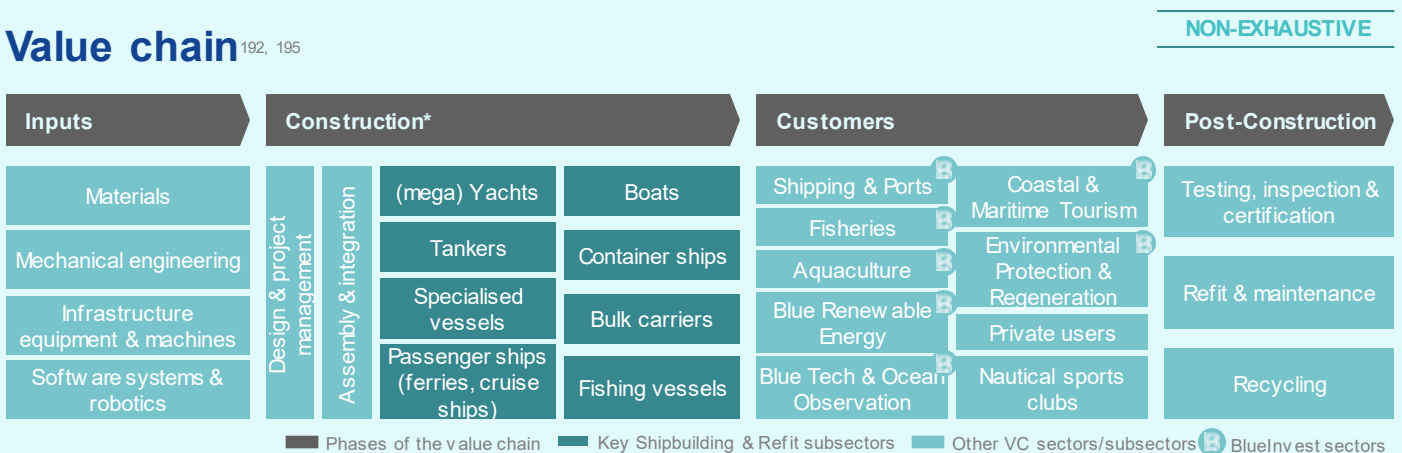 Value chain192, 195
NON-EXHAUSTIVE
Inputs
Construction*
Customers
Post-Construction
Materials
Mechanical engineering
Infrastructure
equipment & machines
Software systems &
robotics
Design & project
management
Assembly & integration
(mega) Yachts
Tankers
Specialised
vessels
Passenger ships
(ferries, cruise
ships)
Boats
Container ships
Bulk carriers
Fishing vessels
Shipping & Ports
B
Fisheries
B
Aquaculture
B
Blue Renewable
Energy
B
Blue Tech & Ocean
Observation
B
Coastal &
Maritime Tourism
B
Environmental
Protection &
Regeneration
B
Private users
Nautical sports
clubs
Testing, inspection &
certification
Refit & maintenance
Recycling
Phases of the value chain
Key Shipbuilding & Refit subsectors
Other VC sectors/subsectors
B
BlueInvest sectors